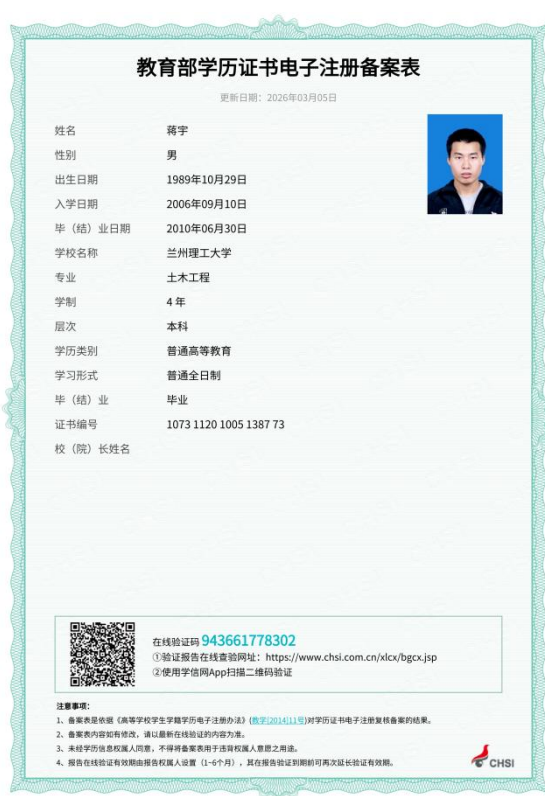 教育部学历证书电子注册备案表
更新日期：2026年03月05日
姓名 蒋宇
性别 男
出生日期 1989年10月29日
入学日期 2006年09月10日
毕（结）业日期 2010年06月30日
学校名称 兰州理工大学
专业 土木工程
学制 4 年
层次 本科
学历类别 普通高等教育
学习形式 普通全日制
毕（结）业 毕业
证书编号 1073 1120 1005 1387 73
校（院）长姓名
在线验证码 943661778302
①验证报告在线查验网址：https://www.chsi.com.cn/xlcx/bgcx.jsp
②使用学信网App扫描二维码验证
注意事项：
1、备案表是依据《高等学校学生学籍学历电子注册办法》(教学[2014]11号)对学历证书电子注册复核备案的结果。
2、备案表内容如有修改，请以最新在线验证的内容为准。
3、未经学历信息权属人同意，不得将备案表用于违背权属人意愿之用途。
4、报告在线验证有效期由报告权属人设置（1~6个月），其在报告验证到期前可再次延长验证有效期。
CHSI